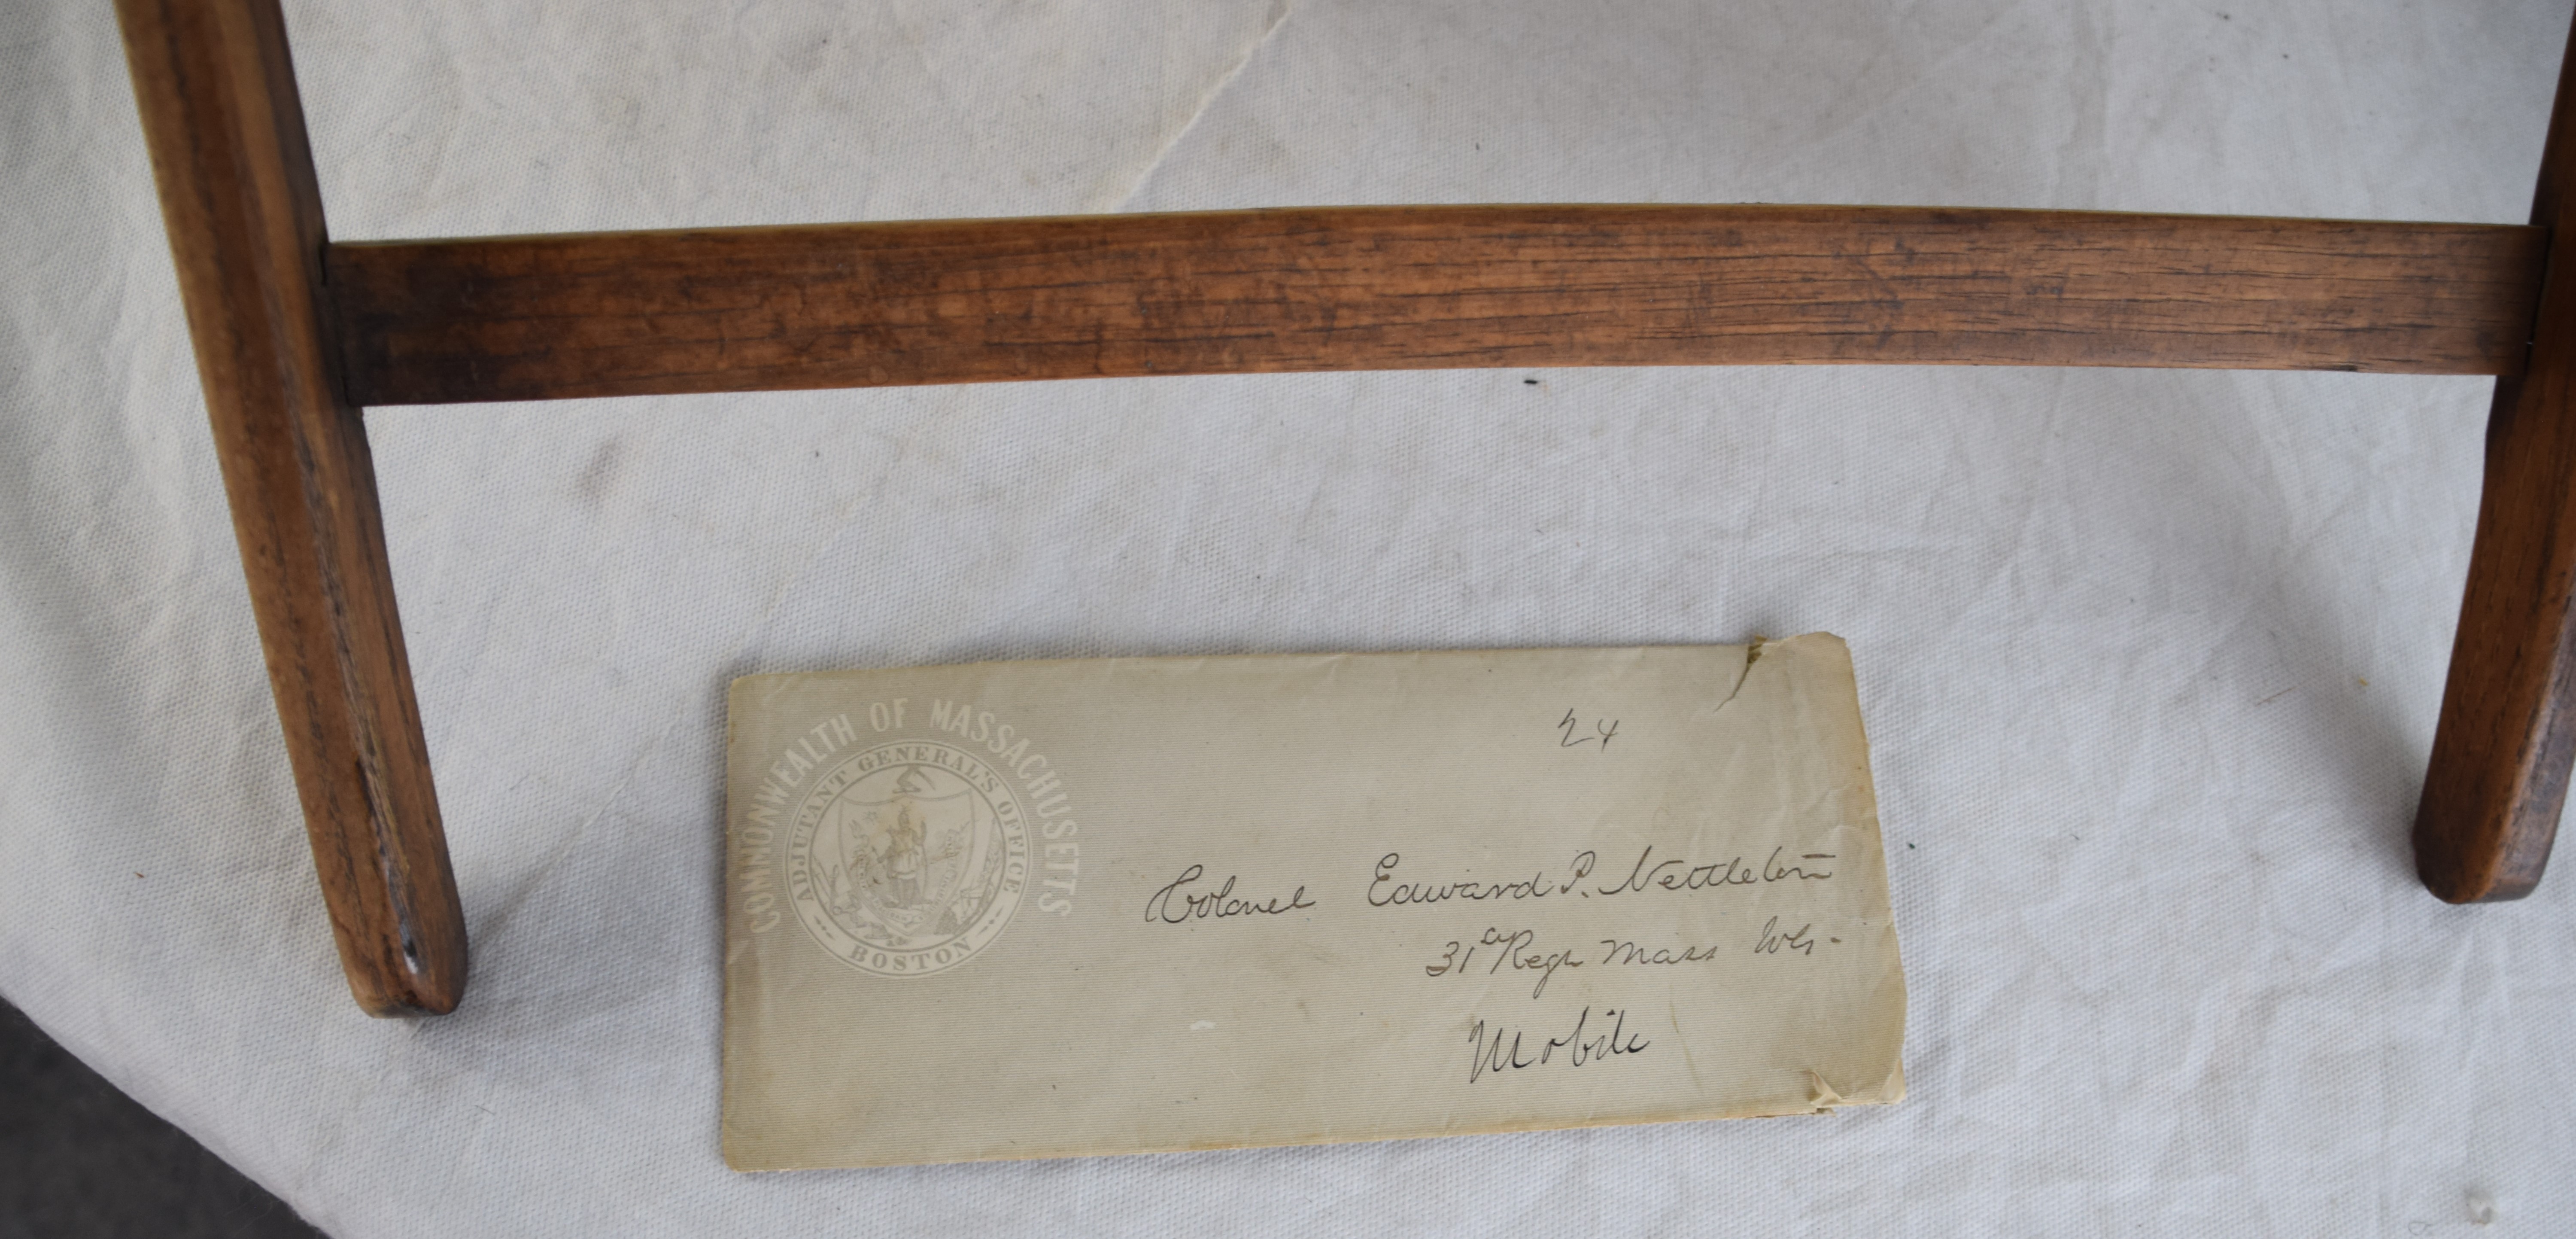 COMMONWEALTH OF MASSACHUSETTS
ADJUTANT GENERAL'S OFFICE
BOSTON
24
Colonel Edward P. Nettleton
31st Regt Mass Vols.
Mobile